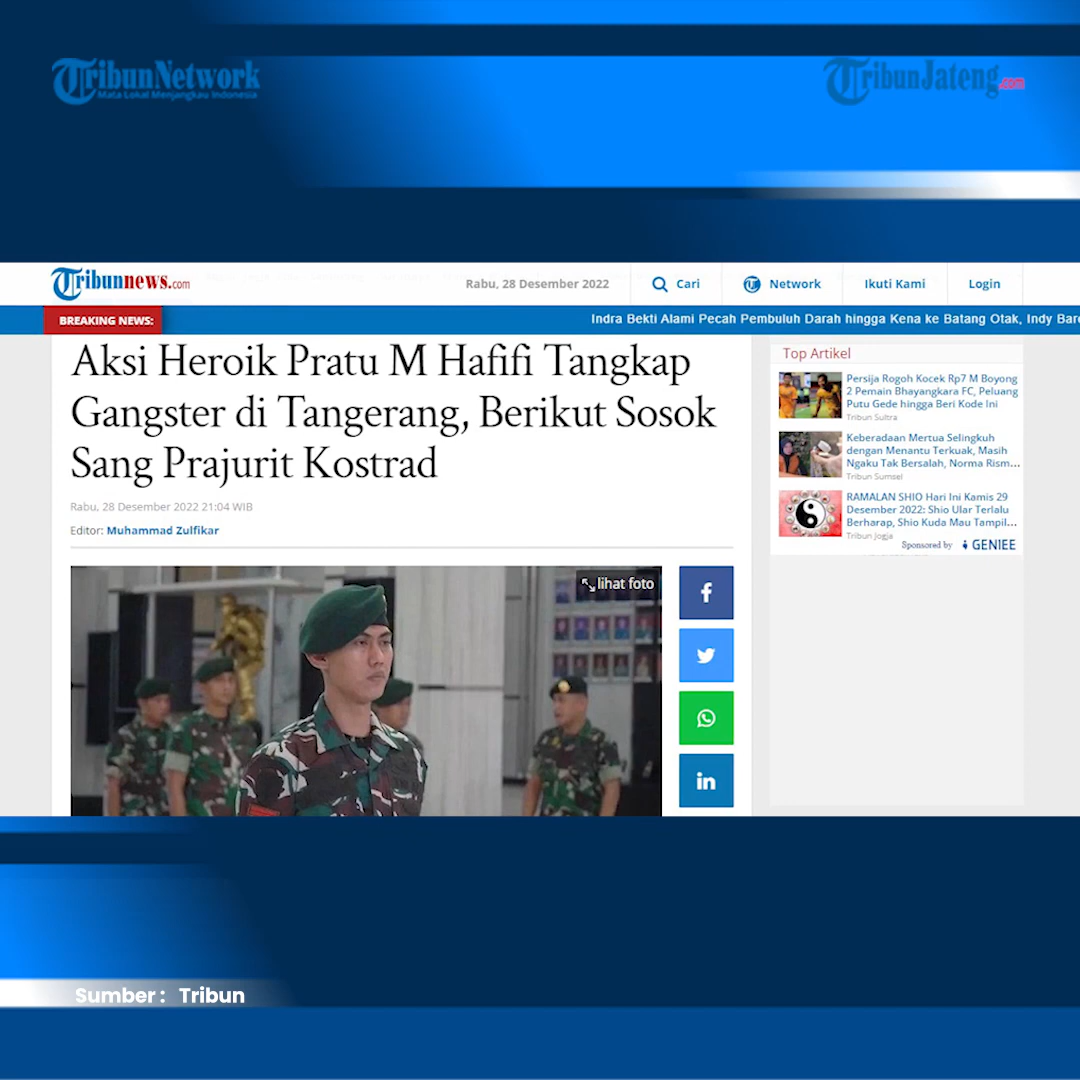 TribunNetwork
Mata Lokal Menjangkau Indonesia
TribunJateng.com
Tribunnews.com
Rabu, 28 Desember 2022
Cari
Network
Ikuti Kami
Login
BREAKING NEWS:
Indra Bekti Alami Pecah Pembuluh Darah hingga Kena ke Batang Otak, Indy Bare
Aksi Heroik Pratu M Hafifi Tangkap
Gangster di Tangerang, Berikut Sosok
Sang Prajurit Kostrad
Rabu, 28 Desember 2022 21:04 WIB
Editor: Muhammad Zulfikar
lihat foto
Top Artikel
Persija Rogoh Kocek Rp7 M Boyong
2 Pemain Bhayangkara FC, Peluang
Putu Gede hingga Beri Kode Ini
Tribun Sultra
Keberadaan Mertua Selingkuh
dengan Menantu Terkuak, Masih
Ngaku Tak Bersalah, Norma Rism...
Tribun Sumsel
RAMALAN SHIO Hari Ini Kamis 29
Desember 2022: Shio Ular Terlalu
Berharap, Shio Kuda Mau Tampil...
Tribun Jogja
Sponsored by GENIEE
Sumber : Tribun